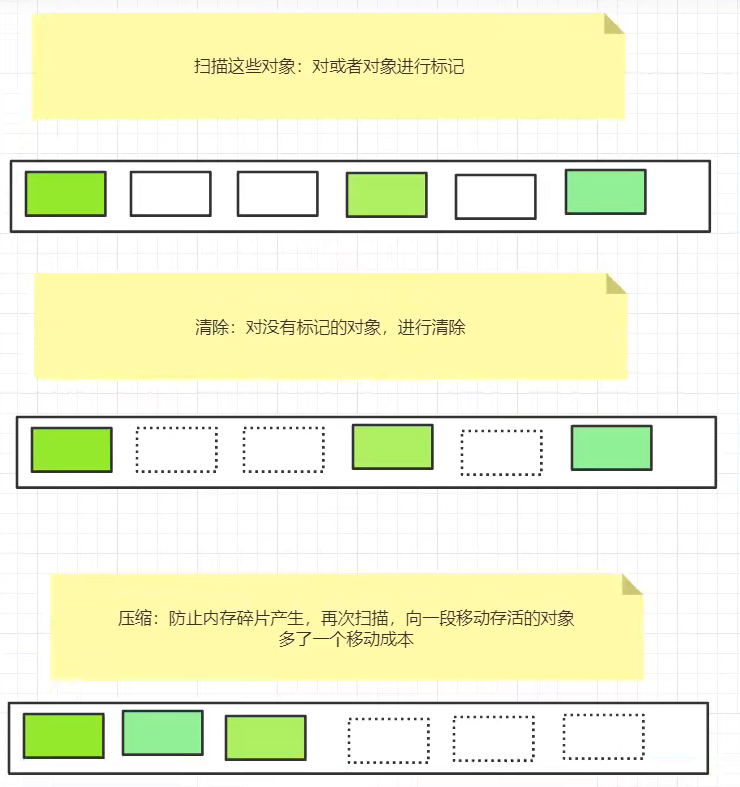 扫描这些对象：对或者对象进行标记
清除：对没有标记的对象，进行清除
压缩：防止内存碎片产生，再次扫描，向一段移动存活的对象
多了一个移动成本